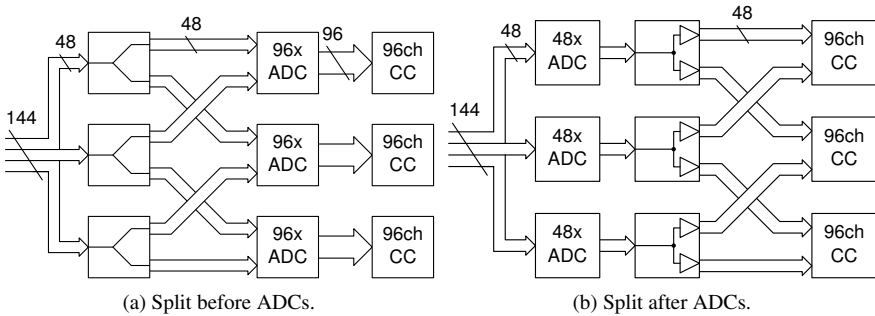 48
48
96x
ADC
96
96ch
CC
144
96x
ADC
96ch
CC
96x
ADC
96ch
CC
(a) Split before ADCs.
48
48x
ADC
48
96ch
CC
144
48x
ADC
96ch
CC
48x
ADC
96ch
CC
(b) Split after ADCs.